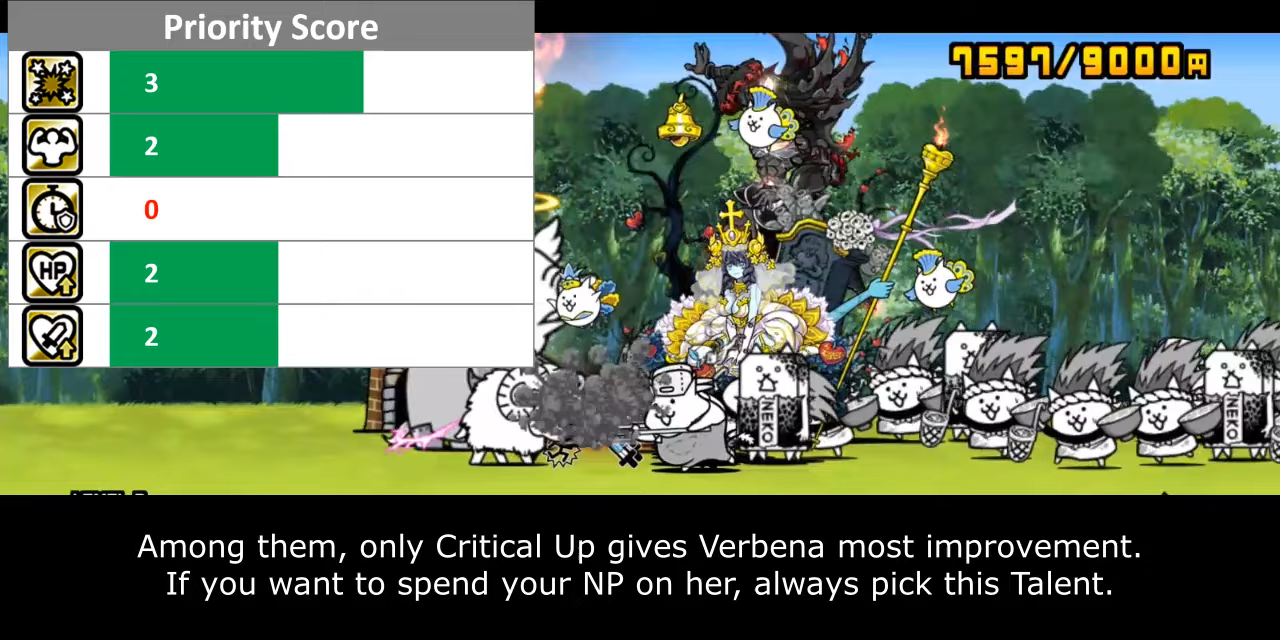 Priority Score
7597/9000円
3
2
0
HP
2
2
NEKO
NEKO
Among them, only Critical Up gives Verbena most improvement.
If you want to spend your NP on her, always pick this Talent.